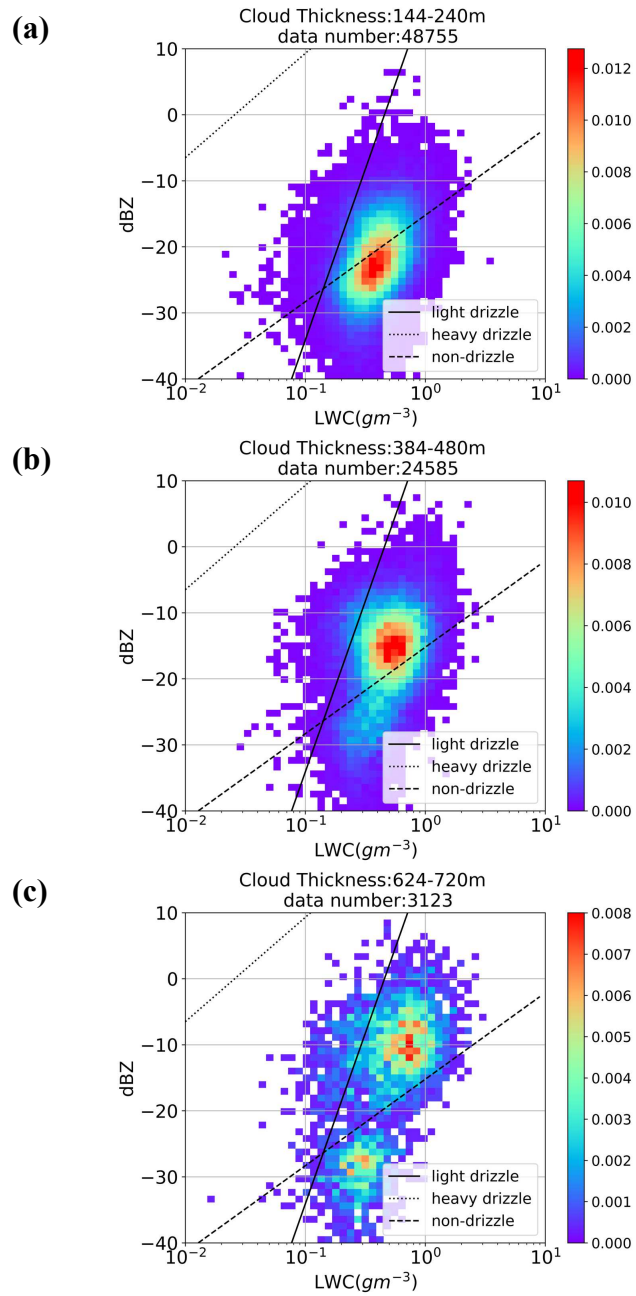 (a)
Cloud Thickness:144-240m
data number:48755
10
0
−10
−20
−30
−40
dBZ
10⁻²
10⁻¹
10⁰
10¹
LWC(gm⁻³)
light drizzle
heavy drizzle
non-drizzle
0.012
0.010
0.008
0.006
0.004
0.002
0.000
(b)
Cloud Thickness:384-480m
data number:24585
10
0
−10
−20
−30
−40
dBZ
10⁻²
10⁻¹
10⁰
10¹
LWC(gm⁻³)
light drizzle
heavy drizzle
non-drizzle
0.010
0.008
0.006
0.004
0.002
0.000
(c)
Cloud Thickness:624-720m
data number:3123
10
0
−10
−20
−30
−40
dBZ
10⁻²
10⁻¹
10⁰
10¹
LWC(gm⁻³)
light drizzle
heavy drizzle
non-drizzle
0.008
0.007
0.006
0.005
0.004
0.003
0.002
0.001
0.000